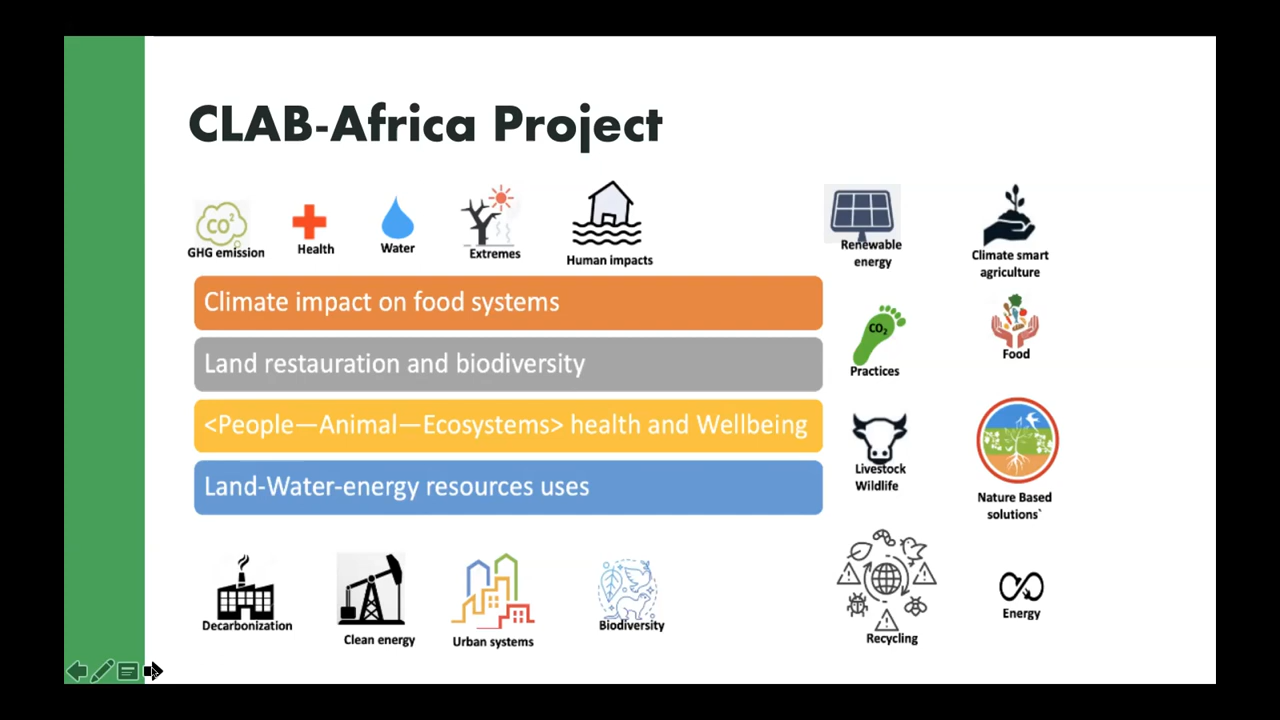 CLAB-Africa Project
CO2
GHG emission
Health
Water
Extremes
Human impacts
Renewable
energy
Climate smart
agriculture
Climate impact on food systems
Land restauration and biodiversity
<People—Animal—Ecosystems> health and Wellbeing
Land-Water-energy resources uses
CO2
Practices
Food
Livestock
Wildlife
Nature Based
solutions`
Decarbonization
Clean energy
Urban systems
Biodiversity
Recycling
Energy